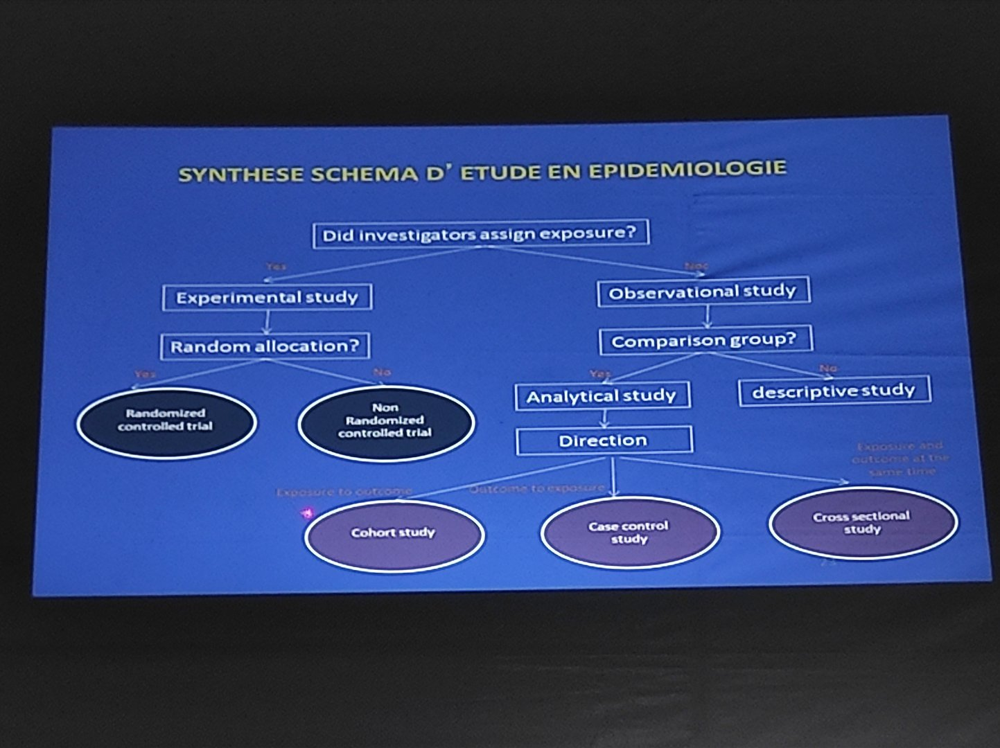 SYNTHESE SCHEMA D' ETUDE EN EPIDEMIOLOGIE
Did investigators assign exposure?
Yes
Experimental study
Observational study
Random allocation?
Comparison group?
Yes
No
Yes
No
Analytical study
descriptive study
Randomized
controlled trial
Non
Randomized
controlled trial
Direction
Exposure and
outcome at the
same time
Exposure to outcome
Outcome to exposure
Cohort study
Case control
study
Cross sectional
study